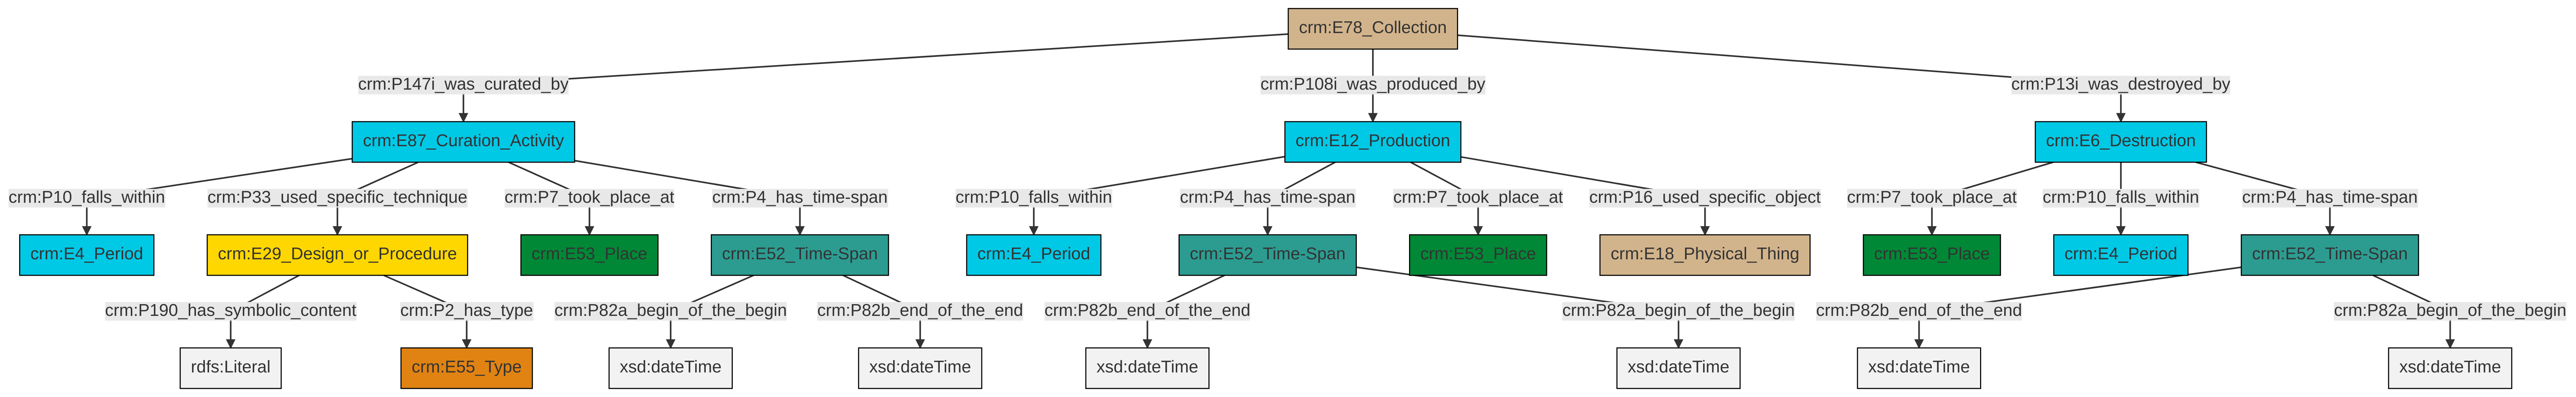 crm:E78_Collection
crm:P147i_was_curated_by
crm:P108i_was_produced_by
crm:P13i_was_destroyed_by
crm:E87_Curation_Activity
crm:E12_Production
crm:E6_Destruction
crm:P10_falls_within
crm:P33_used_specific_technique
crm:P7_took_place_at
crm:P4_has_time-span
crm:P10_falls_within
crm:P4_has_time-span
crm:P7_took_place_at
crm:P16_used_specific_object
crm:P7_took_place_at
crm:P10_falls_within
crm:P4_has_time-span
crm:E4_Period
crm:E29_Design_or_Procedure
crm:E53_Place
crm:E52_Time-Span
crm:E4_Period
crm:E52_Time-Span
crm:E53_Place
crm:E18_Physical_Thing
crm:E53_Place
crm:E4_Period
crm:E52_Time-Span
crm:P190_has_symbolic_content
crm:P2_has_type
crm:P82a_begin_of_the_begin
crm:P82b_end_of_the_end
crm:P82b_end_of_the_end
crm:P82a_begin_of_the_begin
crm:P82b_end_of_the_end
crm:P82a_begin_of_the_begin
rdfs:Literal
crm:E55_Type
xsd:dateTime
xsd:dateTime
xsd:dateTime
xsd:dateTime
xsd:dateTime
xsd:dateTime